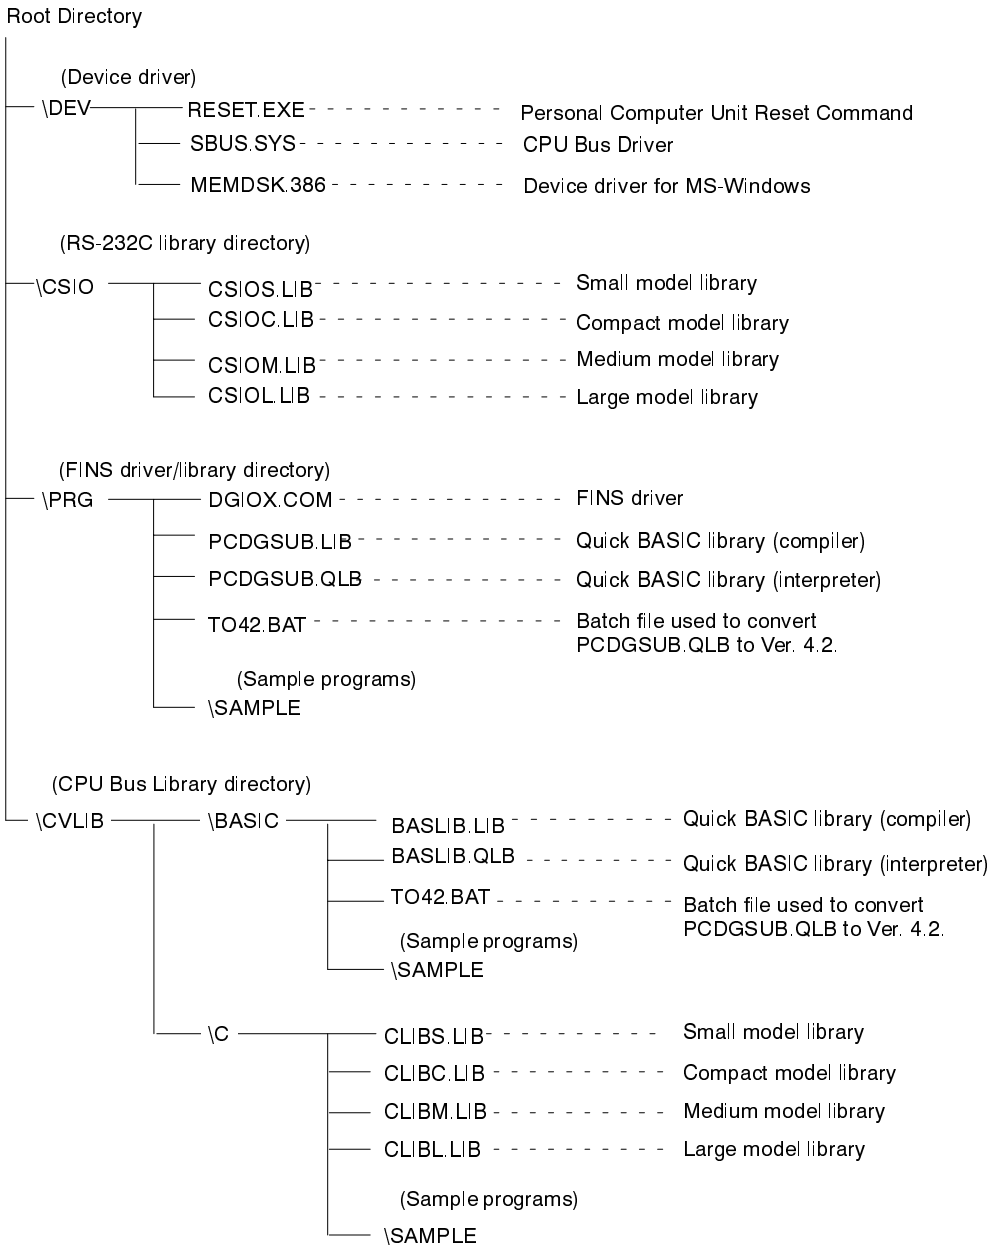 Root Directory
(Device driver)
\DEV RESET.EXE Personal Computer Unit Reset Command
SBUS.SYS CPU Bus Driver
MEMDSK.386 Device driver for MS-Windows
(RS-232C library directory)
\CSIO CSIOS.LIB Small model library
CSIOC.LIB Compact model library
CSIOM.LIB Medium model library
CSIOL.LIB Large model library
(FINS driver/library directory)
\PRG DGIOX.COM FINS driver
PCDGSUB.LIB Quick BASIC library (compiler)
PCDGSUB.QLB Quick BASIC library (interpreter)
TO42.BAT Batch file used to convert
PCDGSUB.QLB to Ver. 4.2.
(Sample programs)
\SAMPLE
(CPU Bus Library directory)
\CVLIB \BASIC BASLIB.LIB Quick BASIC library (compiler)
BASLIB.QLB Quick BASIC library (interpreter)
TO42.BAT Batch file used to convert
PCDGSUB.QLB to Ver. 4.2.
(Sample programs)
\SAMPLE
\C CLIBS.LIB Small model library
CLIBC.LIB Compact model library
CLIBM.LIB Medium model library
CLIBL.LIB Large model library
(Sample programs)
\SAMPLE